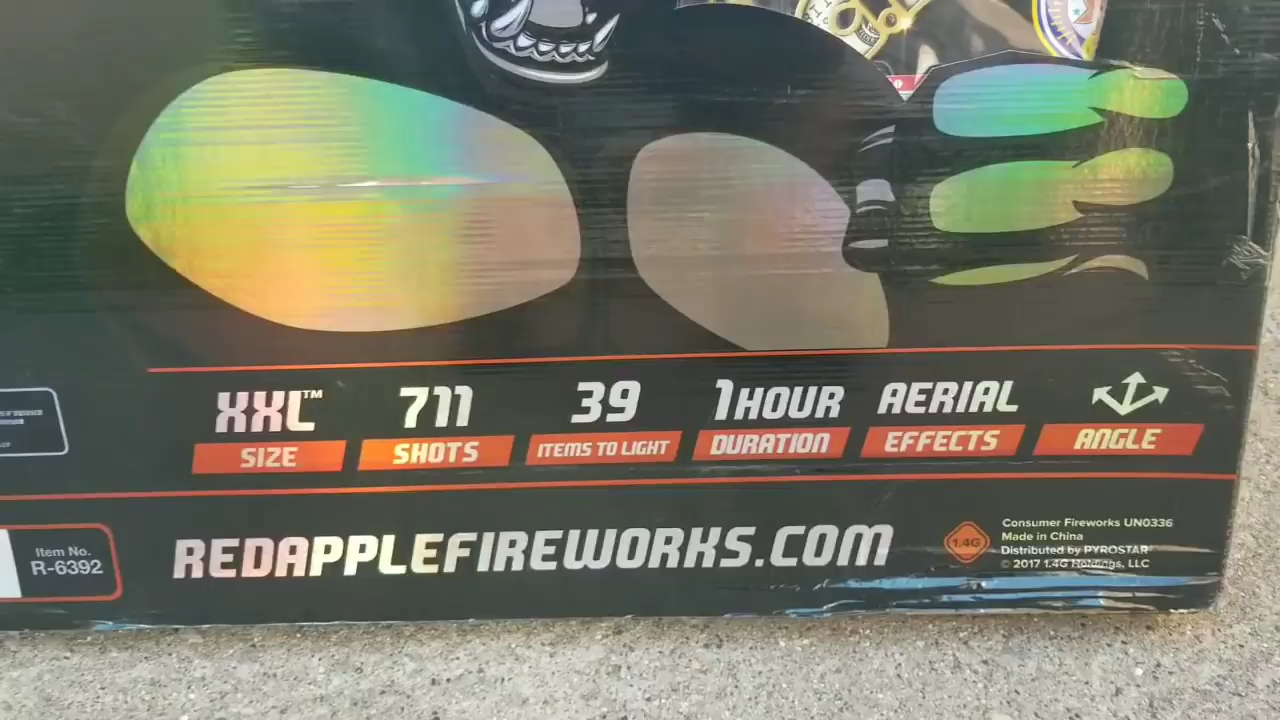 XXL™
SIZE
711
SHOTS
39
ITEMS TO LIGHT
1HOUR
DURATION
AERIAL
EFFECTS
ANGLE
Item No.
R-6392
REDAPPLEFIREWORKS.COM
1.4G
Consumer Fireworks UN0336
Made in China
Distributed by PYROSTAR
© 2017 1.4G Holdings, LLC